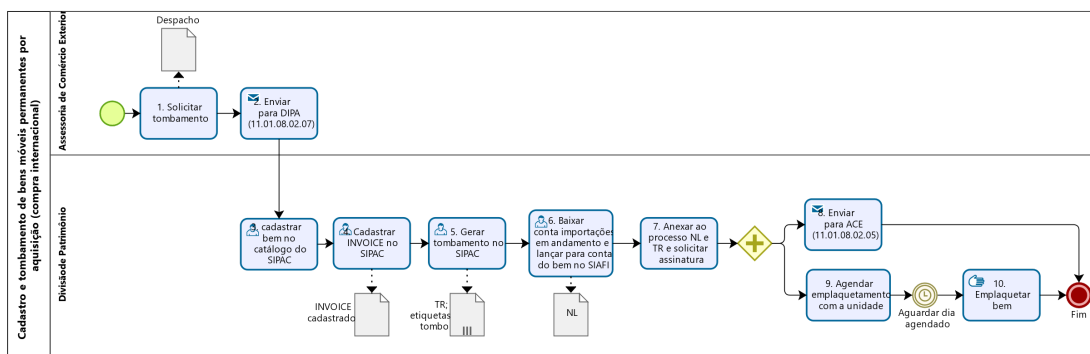 Cadastro e tombamento de bens móveis permanentes por
aquisição (compra internacional)
Assessoria de Comércio Exterior
Despacho
1. Solicitar
tombamento
2. Enviar
para DIPA
(11.01.08.02.07)
Divisãode Patrimônio
3. cadastrar
bem no
catálogo do
SIPAC
4. Cadastrar
INVOICE no
SIPAC
INVOICE
cadastrado
5. Gerar
tombamento no
SIPAC
TR;
etiquetas
tombo
6. Baixar
conta importações
em andamento e
lançar para conta
do bem no SIAFI
NL
7. Anexar ao
processo NL e
TR e solicitar
assinatura
8. Enviar
para ACE
(11.01.08.02.05)
9. Agendar
emplaquetamento
com a unidade
Aguardar dia
agendado
10.
Emplaquetar
bem
Fim